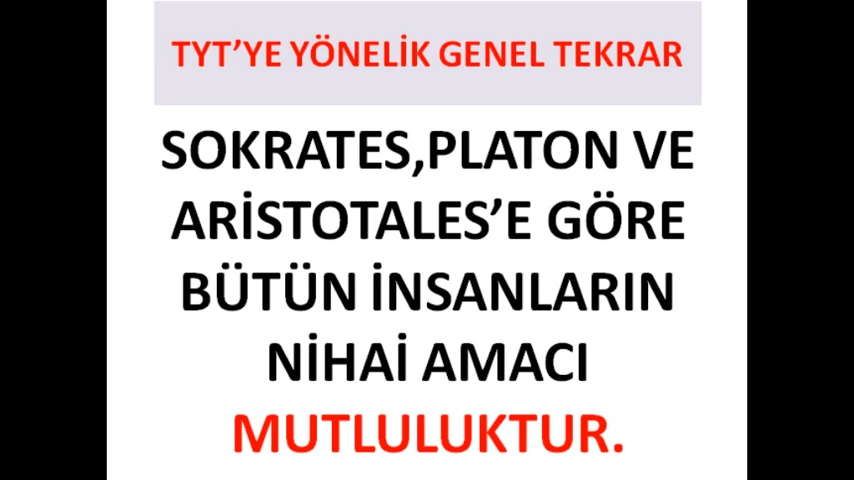 TYT’YE YÖNELİK GENEL TEKRAR
SOKRATES,PLATON VE
ARİSTOTALES’E GÖRE
BÜTÜN İNSANLARIN
NİHAİ AMACI
MUTLULUKTUR.